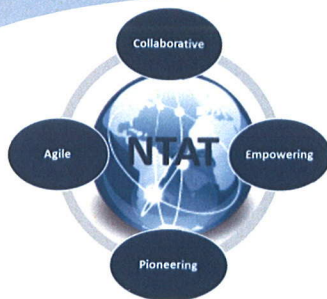 Collaborative
Agile
NTAT
Empowering
Pioneering